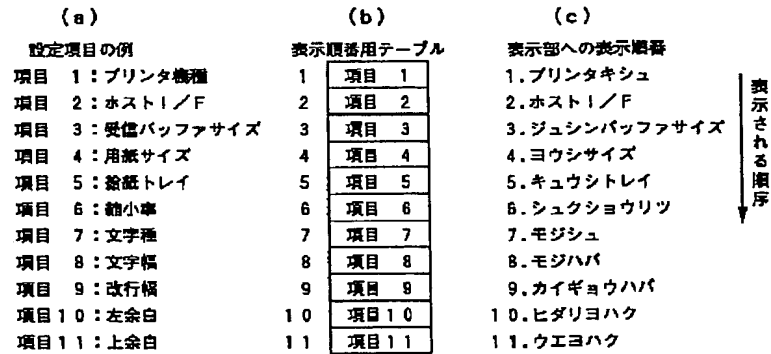 (a) (b) (c)
設定項目の例 表示順番用テーブル 表示部への表示順番
項目 1：プリンタ機種 1 項目 1 1．プリンタキシュ
項目 2：ホストI／F 2 項目 2 2．ホストI／F
項目 3：受信バッファサイズ 3 項目 3 3．ジュシンバッファサイズ
項目 4：用紙サイズ 4 項目 4 4．ヨウシサイズ
項目 5：給紙トレイ 5 項目 5 5．キュウシトレイ
項目 6：縮小率 6 項目 6 6．シュクショウリツ
項目 7：文字種 7 項目 7 7．モジシュ
項目 8：文字幅 8 項目 8 8．モジハバ
項目 9：改行幅 9 項目 9 9．カイギョウハバ
項目10：左余白 10 項目10 10．ヒダリヨハク
項目11：上余白 11 項目11 11．ウエヨハク
表示される順序